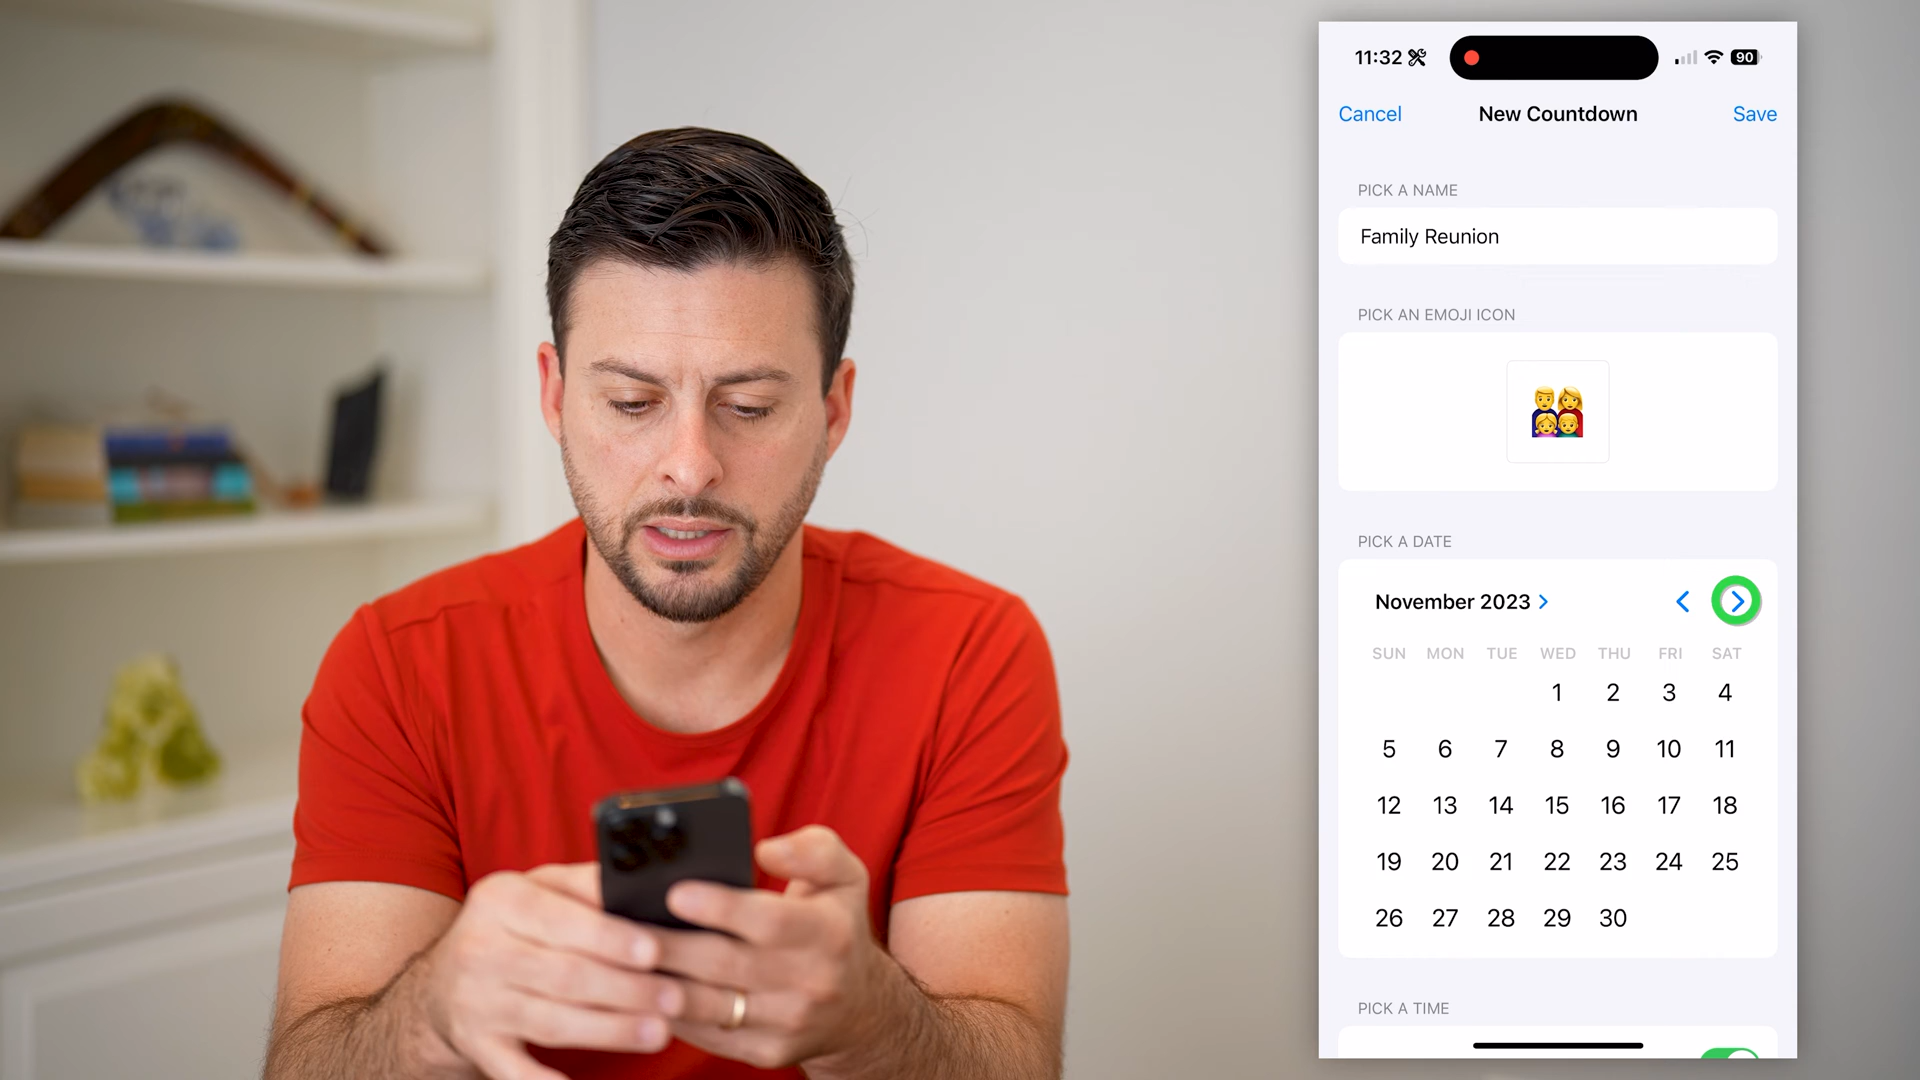 11:32
90
Cancel New Countdown Save
PICK A NAME
Family Reunion
PICK AN EMOJI ICON
PICK A DATE
November 2023
SUN MON TUE WED THU FRI SAT
1 2 3 4
5 6 7 8 9 10 11
12 13 14 15 16 17 18
19 20 21 22 23 24 25
26 27 28 29 30
PICK A TIME